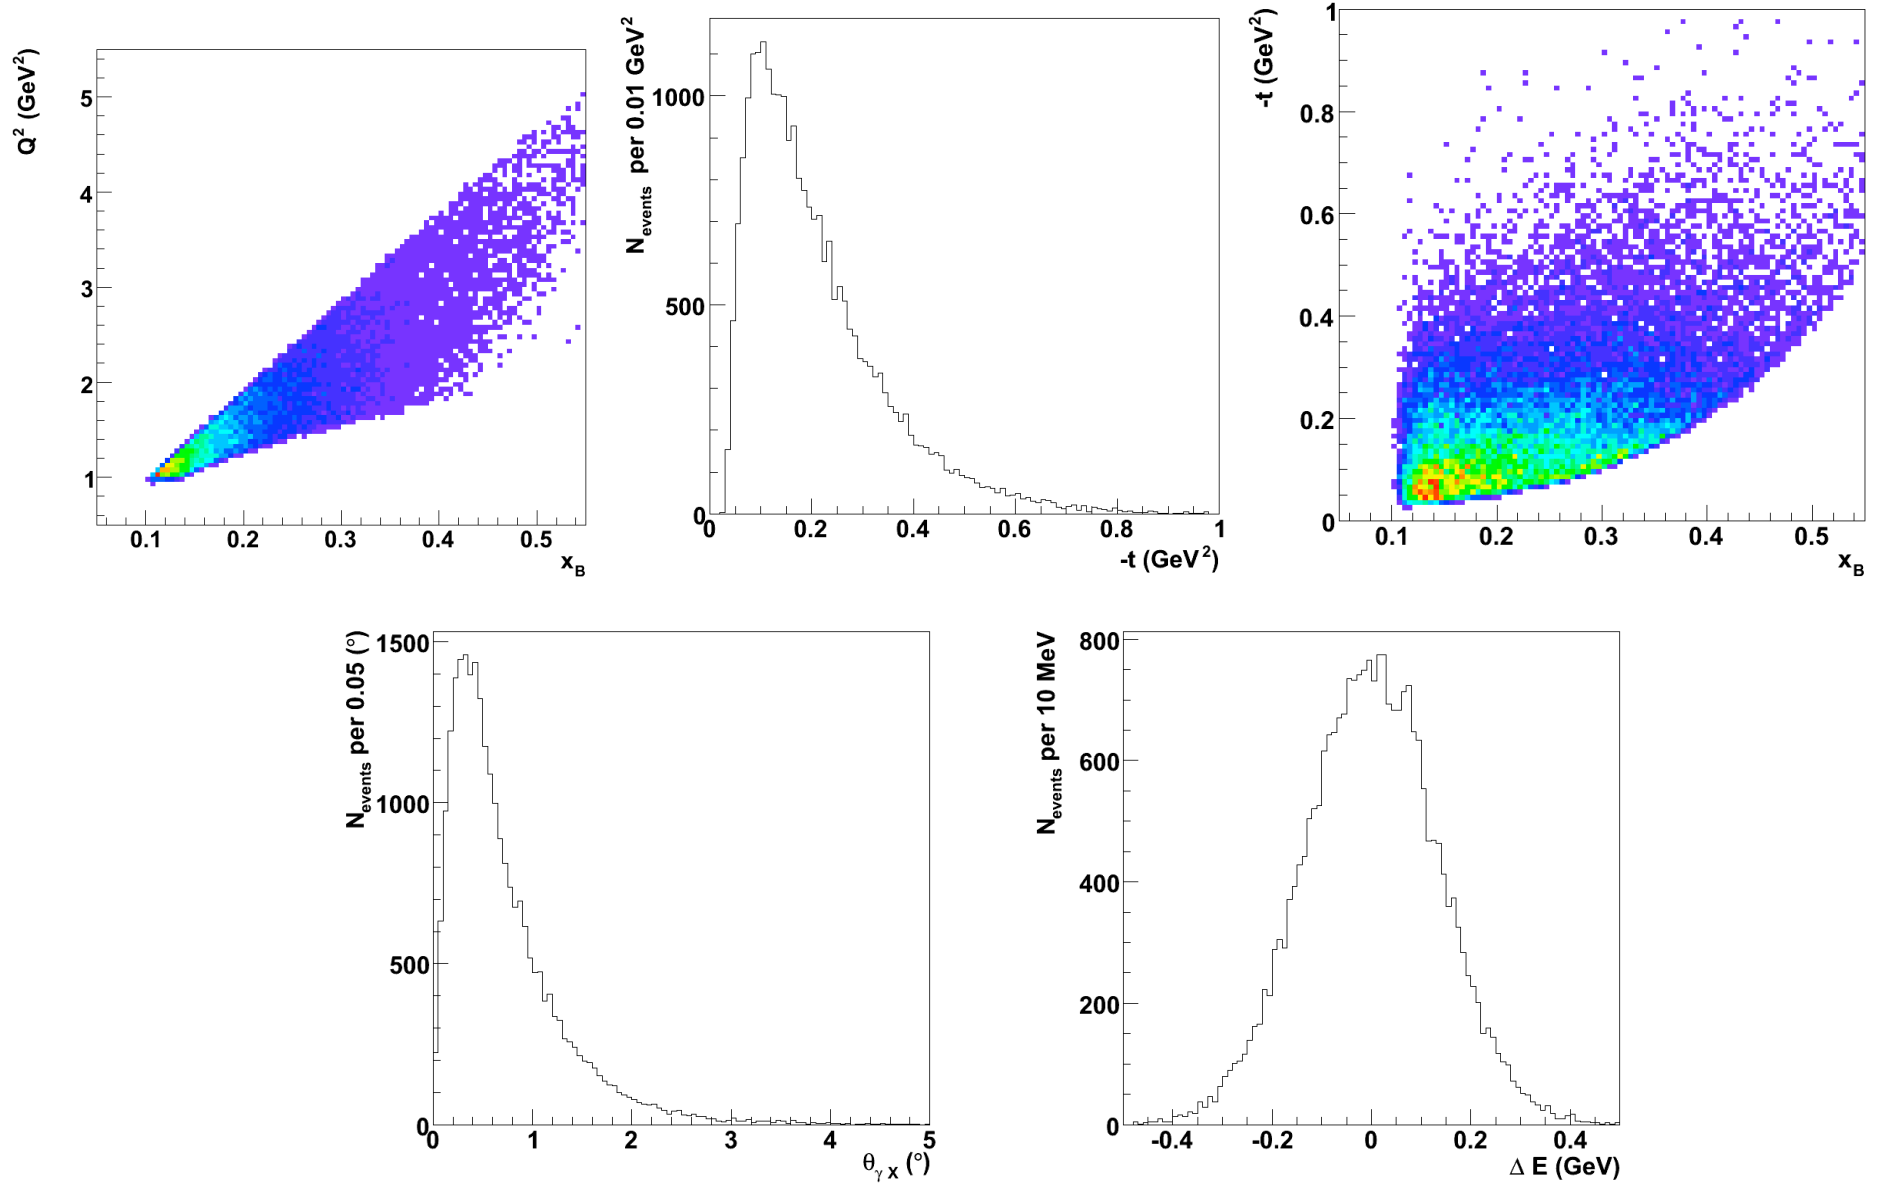 Q² (GeV²)
5
4
3
2
1
0.1 0.2 0.3 0.4 0.5
x_B
N_events per 0.01 GeV²
1000
500
0
0 0.2 0.4 0.6 0.8 1
-t (GeV²)
-t (GeV²)
1
0.8
0.6
0.4
0.2
0
0.1 0.2 0.3 0.4 0.5
x_B
N_events per 0.05 (°)
1500
1000
500
0
0 1 2 3 4 5
θ_γ X (°)
N_events per 10 MeV
800
600
400
200
0
-0.4 -0.2 0 0.2 0.4
Δ E (GeV)